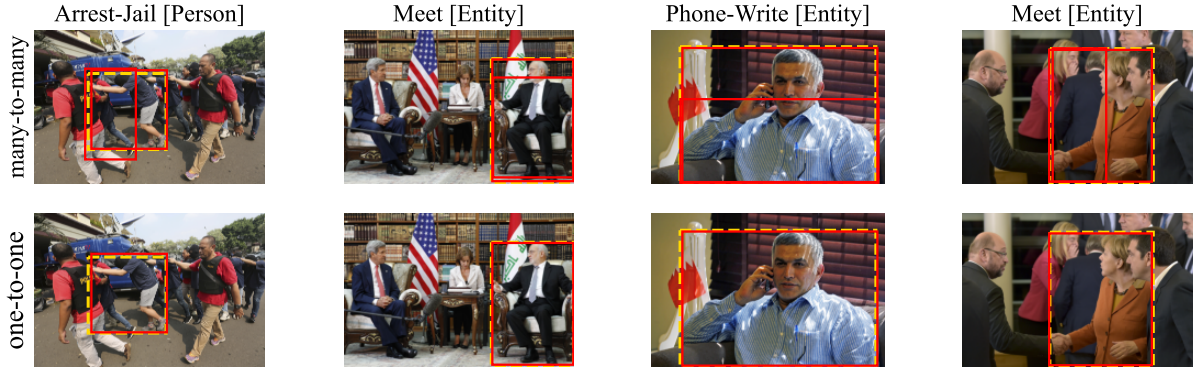 Arrest-Jail [Person]
Meet [Entity]
Phone-Write [Entity]
Meet [Entity]
many-to-many
one-to-one